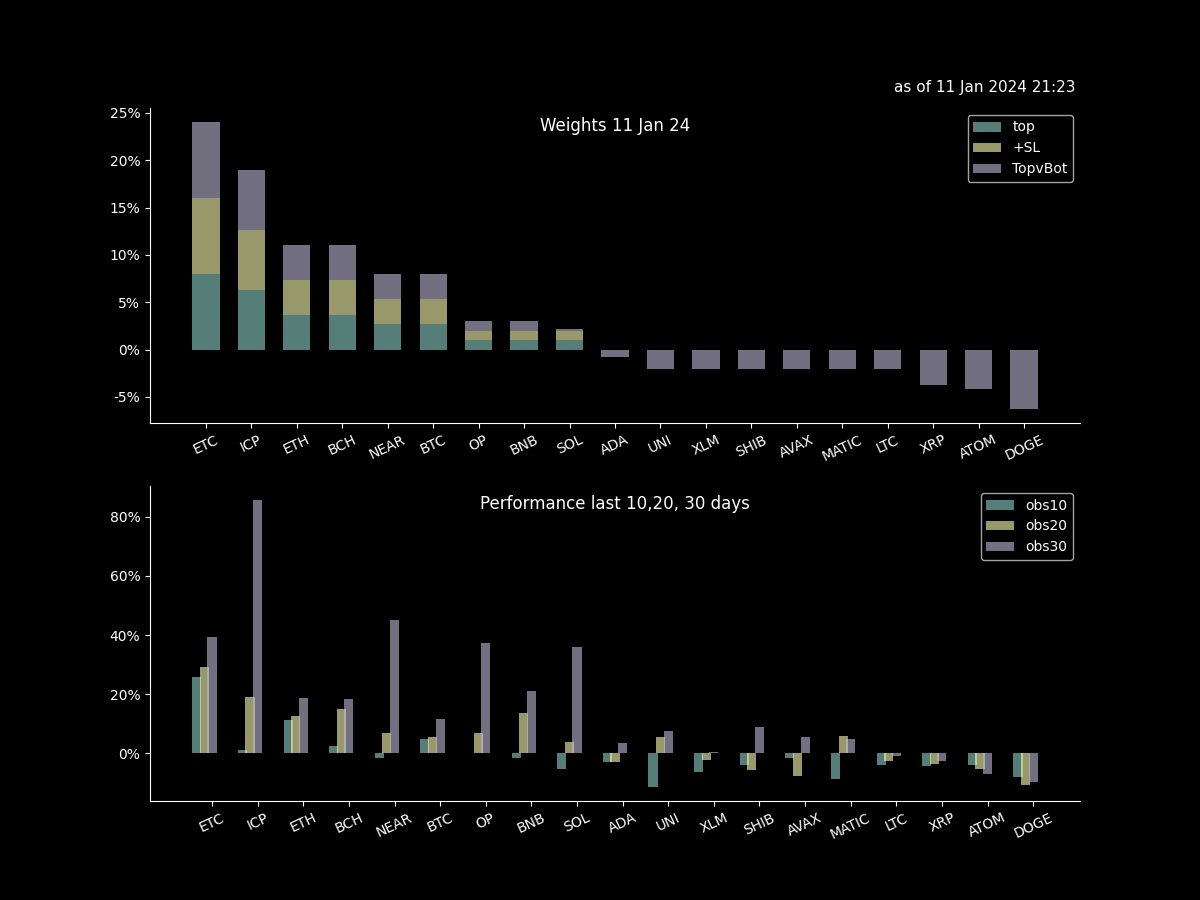 as of 11 Jan 2024 21:23
25%
Weights 11 Jan 24
top
+SL
TopvBot
20%
15%
10%
5%
0%
-5%
ETC ICP ETH BCH NEAR BTC OP BNB SOL ADA UNI XLM SHIB AVAX MATIC LTC XRP ATOM DOGE
Performance last 10,20, 30 days
obs10
obs20
obs30
80%
60%
40%
20%
0%
ETC ICP ETH BCH NEAR BTC OP BNB SOL ADA UNI XLM SHIB AVAX MATIC LTC XRP ATOM DOGE